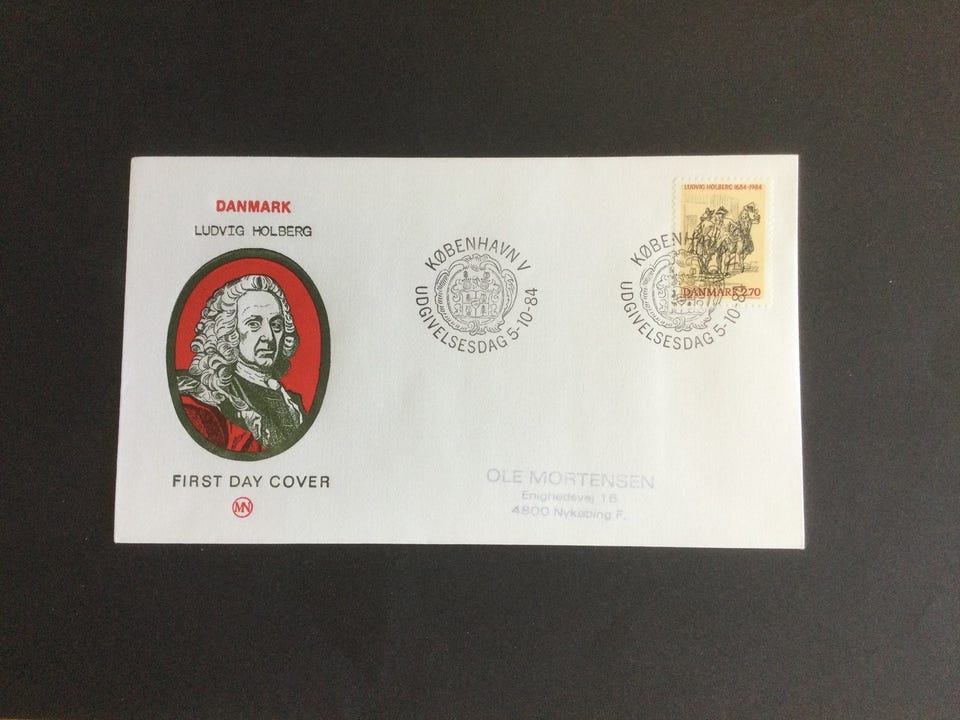 DANMARK
LUDVIG HOLBERG
FIRST DAY COVER
MN
KØBENHAVN V
UDGIVELSESDAG 5-10-84
LUDVIG HOLBERG 1684-1984
DANMARK 2.70
KØBENHAVN
UDGIVELSESDAG 5-10-84
OLE MORTENSEN
Enighedsvej 16
4800 Nykøbing F.